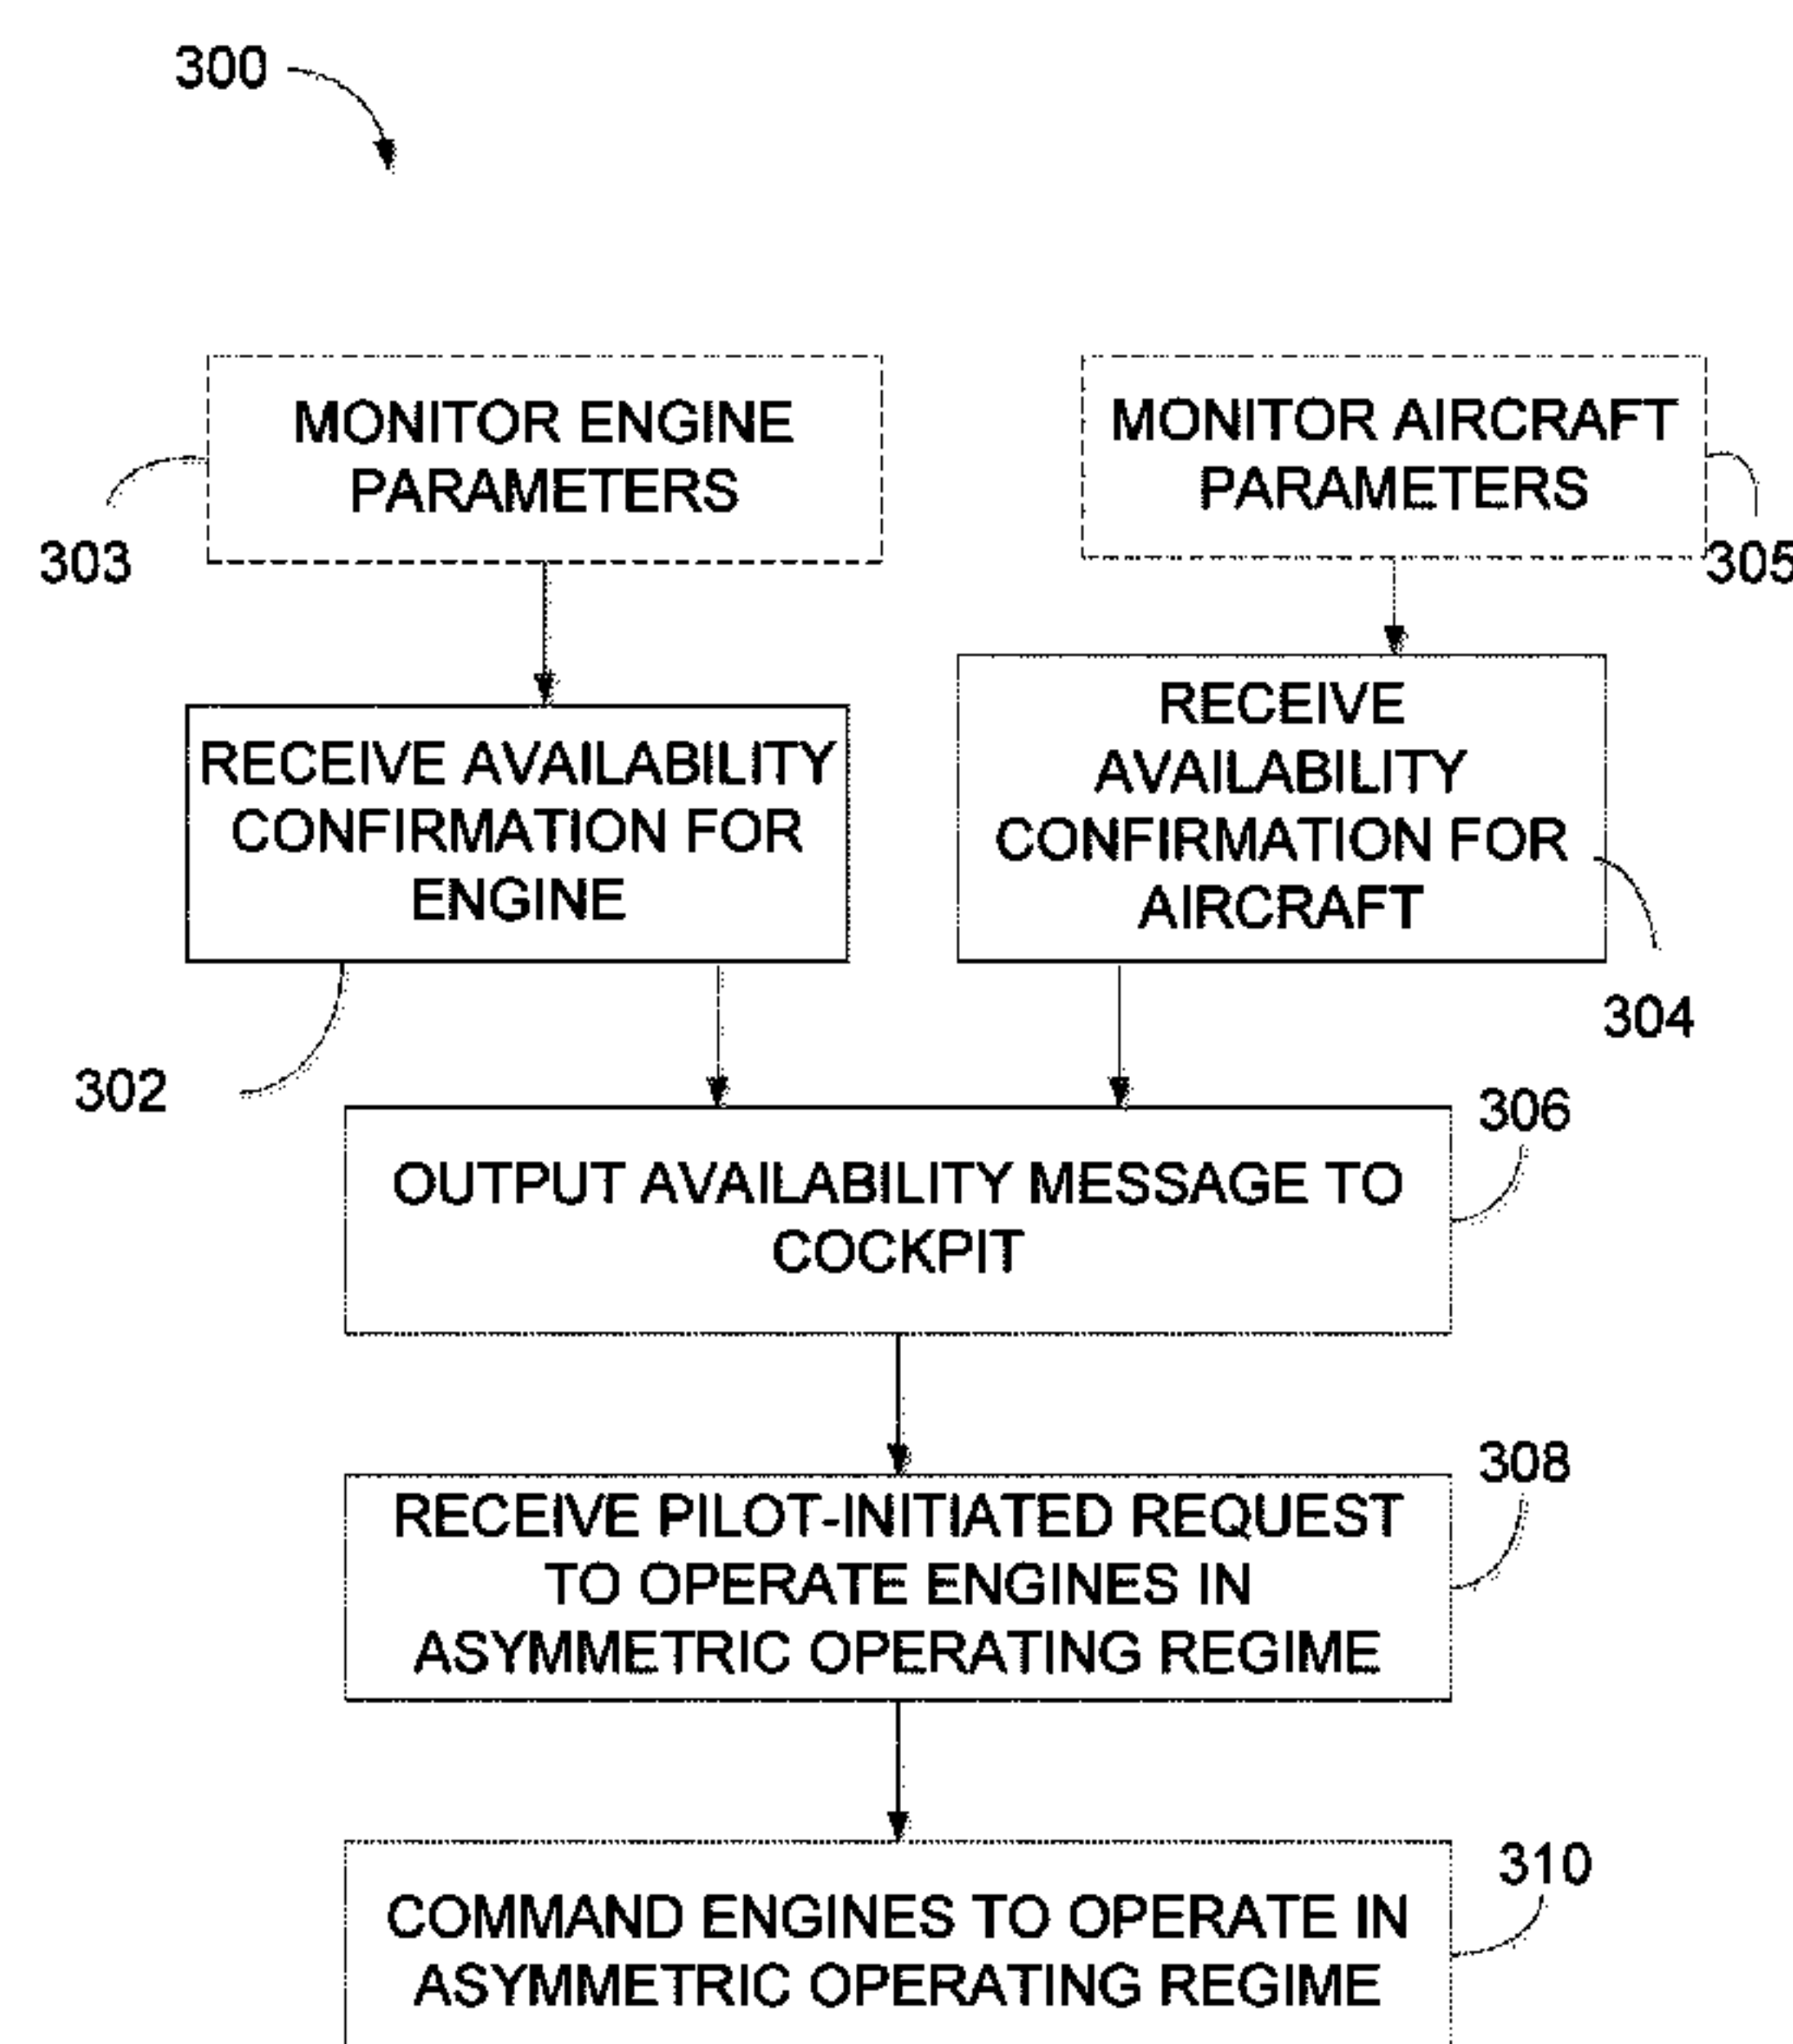 300
MONITOR ENGINE
PARAMETERS
303
MONITOR AIRCRAFT
PARAMETERS
305
RECEIVE AVAILABILITY
CONFIRMATION FOR
ENGINE
302
RECEIVE
AVAILABILITY
CONFIRMATION FOR
AIRCRAFT
304
OUTPUT AVAILABILITY MESSAGE TO
COCKPIT
306
RECEIVE PILOT-INITIATED REQUEST
TO OPERATE ENGINES IN
ASYMMETRIC OPERATING REGIME
308
COMMAND ENGINES TO OPERATE IN
ASYMMETRIC OPERATING REGIME
310